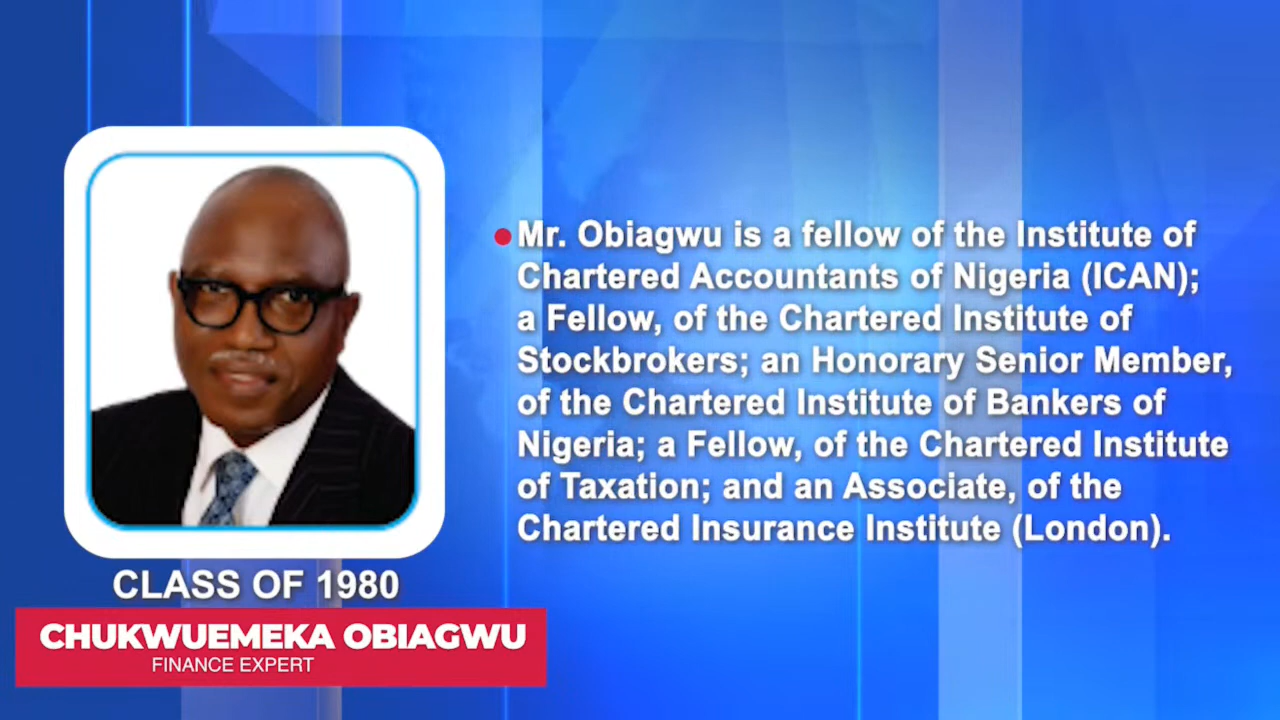 Mr. Obiagwu is a fellow of the Institute of
Chartered Accountants of Nigeria (ICAN);
a Fellow, of the Chartered Institute of
Stockbrokers; an Honorary Senior Member,
of the Chartered Institute of Bankers of
Nigeria; a Fellow, of the Chartered Institute
of Taxation; and an Associate, of the
Chartered Insurance Institute (London).
CLASS OF 1980
CHUKWUEMEKA OBIAGWU
FINANCE EXPERT